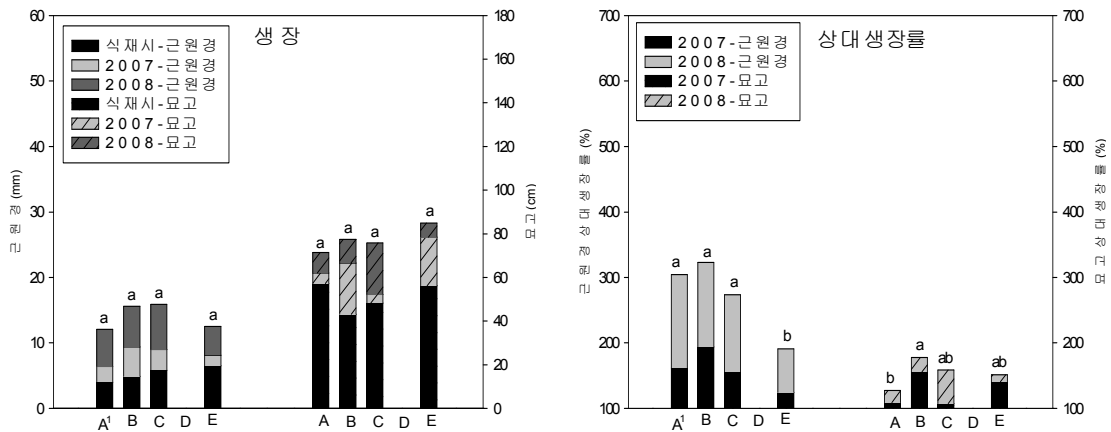 생 장
식재시-근원경
2007-근원경
2008-근원경
식재시-묘고
2007-묘고
2008-묘고
근 원 경 (mm)
묘고(cm)
60
50
40
30
20
10
0
180
160
140
120
100
80
60
40
20
0
a
a
a
a
a
a
a
a
A¹
B
C
D
E
A
B
C
D
E
상대생장률
2007-근원경
2008-근원경
2007-묘고
2008-묘고
근 원 경 상 대 생 장 률 (%)
묘 고 상 대 생 장 률 (%)
700
600
500
400
300
200
100
700
600
500
400
300
200
100
a
a
a
b
b
a
ab
ab
A¹
B
C
D
E
A
B
C
D
E